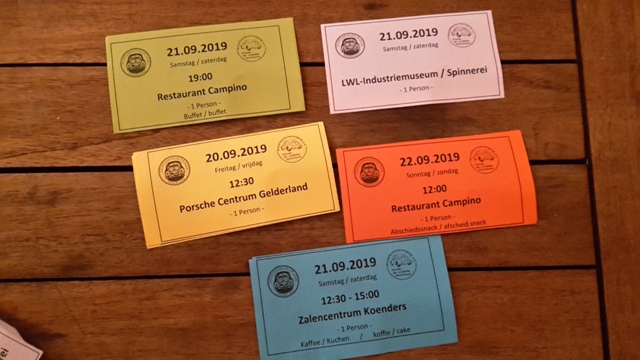 21.09.2019
Samstag / zaterdag
19:00
Restaurant Campino
- 1 Person -
Buffet / buffet
21.09.2019
Samstag / zaterdag
LWL-Industriemuseum / Spinnerei
- 1 Person -
20.09.2019
Freitag / vrijdag
12:30
Porsche Centrum Gelderland
- 1 Person -
22.09.2019
Sonntag / zondag
12:00
Restaurant Campino
- 1 Person -
Abschiedssnack / afscheid snack
21.09.2019
Samstag / zaterdag
12:30 - 15:00
Zalencentrum Koenders
- 1 Person -
Kaffee / Kuchen / koffie / cake